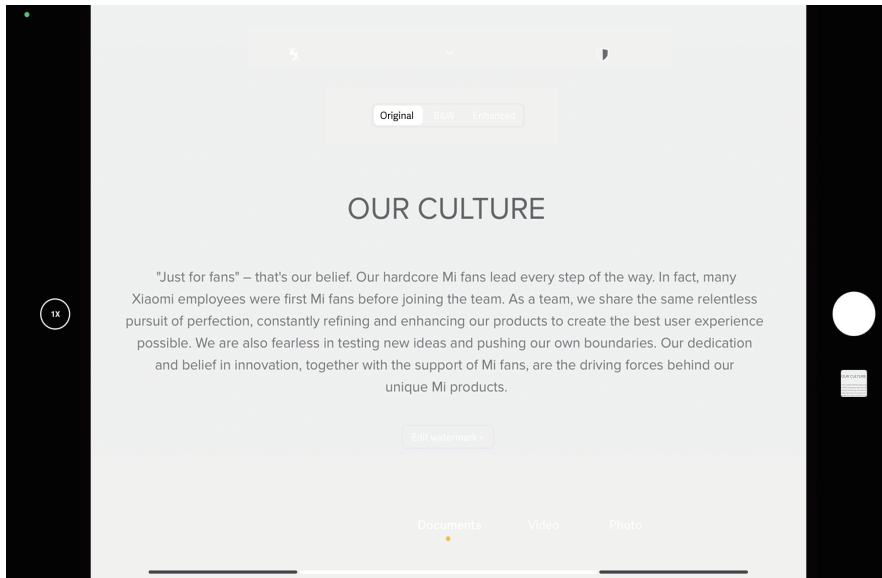 Original B&W Enhanced
OUR CULTURE
"Just for fans" – that's our belief. Our hardcore Mi fans lead every step of the way. In fact, many
Xiaomi employees were first Mi fans before joining the team. As a team, we share the same relentless
pursuit of perfection, constantly refining and enhancing our products to create the best user experience
possible. We are also fearless in testing new ideas and pushing our own boundaries. Our dedication
and belief in innovation, together with the support of Mi fans, are the driving forces behind our
unique Mi products.
1X
OUR CULTURE
Edit watermark >
Documents Video Photo